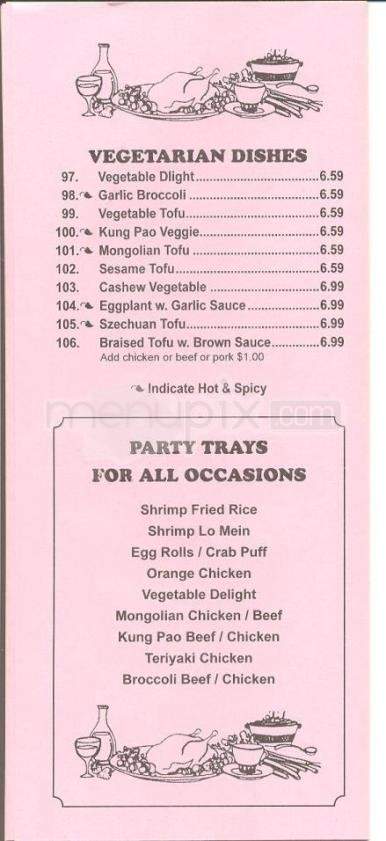 VEGETARIAN DISHES
97. Vegetable Dlight...............................6.59
98. Garlic Broccoli ................................6.59
99. Vegetable Tofu.................................6.59
100. Kung Pao Veggie..............................6.59
101. Mongolian Tofu ...............................6.59
102. Sesame Tofu...................................6.59
103. Cashew Vegetable ............................6.99
104. Eggplant w. Garlic Sauce..................6.99
105. Szechuan Tofu.................................6.99
106. Braised Tofu w. Brown Sauce.............6.99
Add chicken or beef or pork $1.00
Indicate Hot & Spicy
menupix.com
PARTY TRAYS
FOR ALL OCCASIONS
Shrimp Fried Rice
Shrimp Lo Mein
Egg Rolls / Crab Puff
Orange Chicken
Vegetable Delight
Mongolian Chicken / Beef
Kung Pao Beef / Chicken
Teriyaki Chicken
Broccoli Beef / Chicken